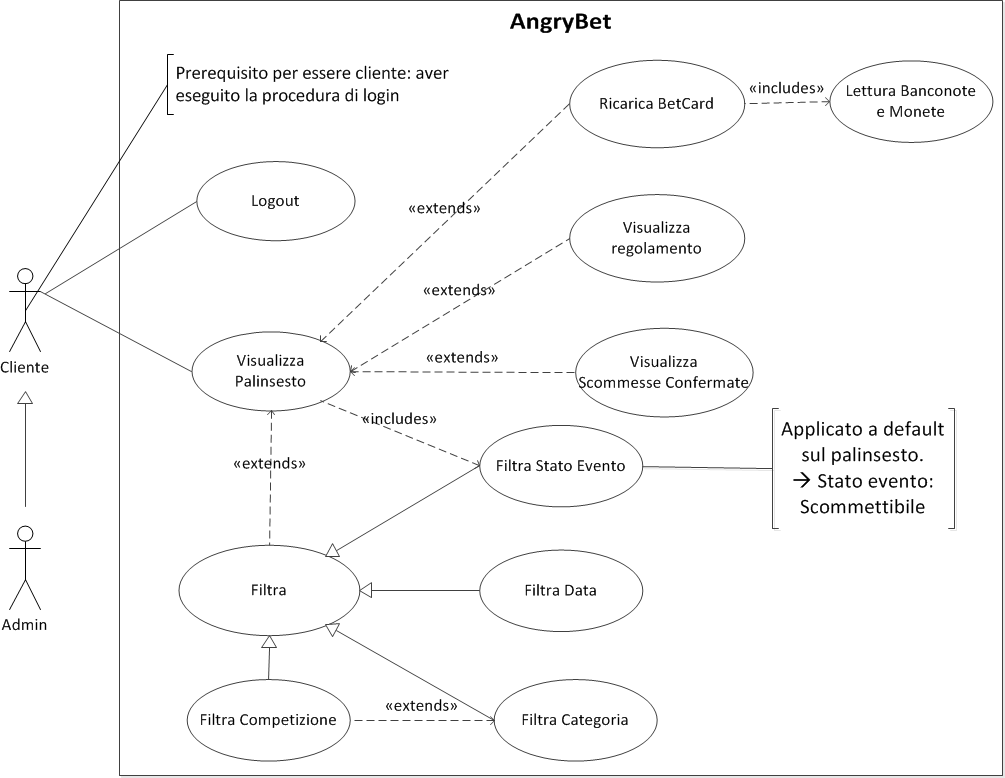 AngryBet
Prerequisito per essere cliente: aver
eseguito la procedura di login
Ricarica BetCard
«includes»
Lettura Banconote
e Monete
Logout
«extends»
Visualizza
regolamento
«extends»
Cliente
Visualizza
Palinsesto
«extends»
Visualizza
Scommesse Confermate
«includes»
Applicato a default
sul palinsesto.
→ Stato evento:
Scommettibile
«extends»
Filtra Stato Evento
Filtra
Filtra Data
Admin
Filtra Competizione
«extends»
Filtra Categoria